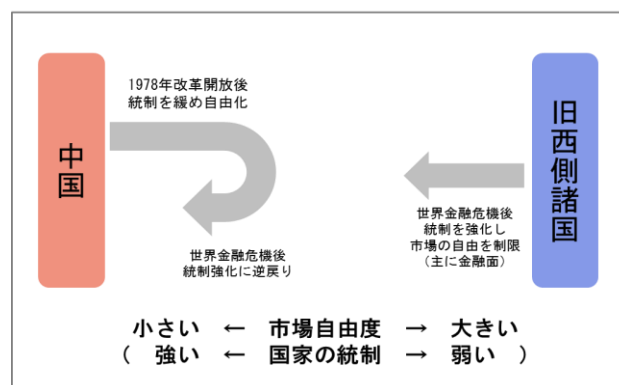 中国
1978年改革開放後
統制を緩め自由化
世界金融危機後
統制強化に逆戻り
旧西側諸国
世界金融危機後
統制を強化し
市場の自由を制限
（主に金融面）
小さい ← 市場自由度 → 大きい
（ 強い ← 国家の統制 → 弱い ）